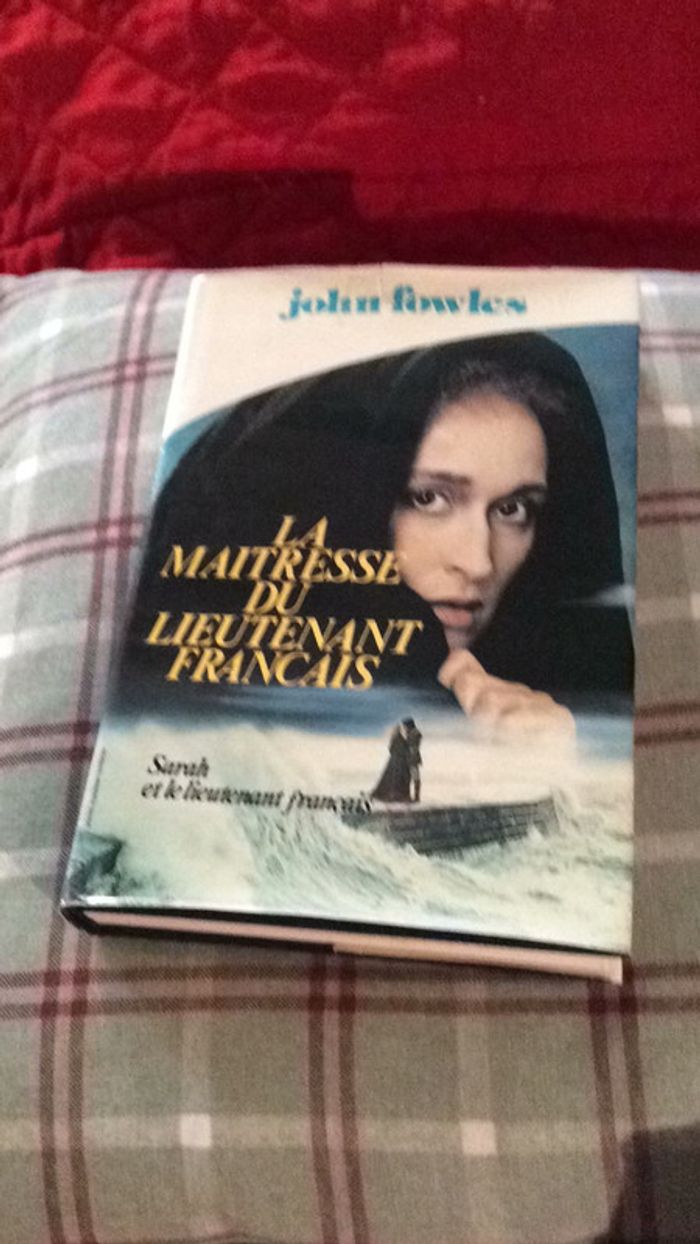 john fowles
LA
MAITRESSE
DU
LIEUTENANT
FRANCAIS
Sarah
et le lieutenant français